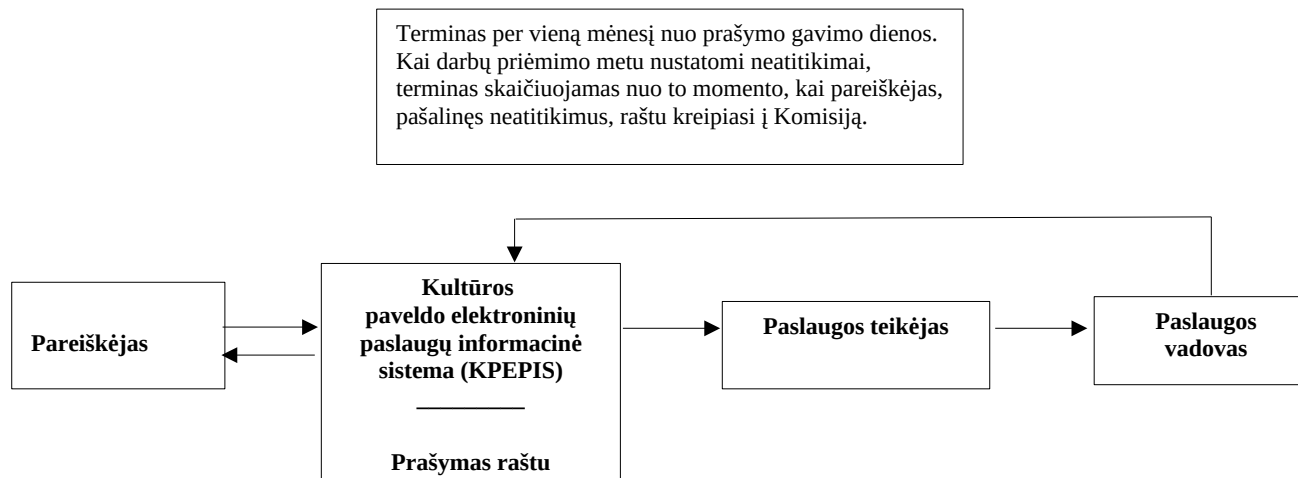 Terminas per vieną mėnesį nuo prašymo gavimo dienos.
Kai darbų priėmimo metu nustatomi neatitikimai,
terminas skaičiuojamas nuo to momento, kai pareiškėjas,
pašalinęs neatitikimus, raštu kreipiasi į Komisiją.
Pareiškėjas
Kultūros
paveldo elektroninių
paslaugų informacinė
sistema (KPEPIS)
Prašymas raštu
Paslaugos teikėjas
Paslaugos
vadovas